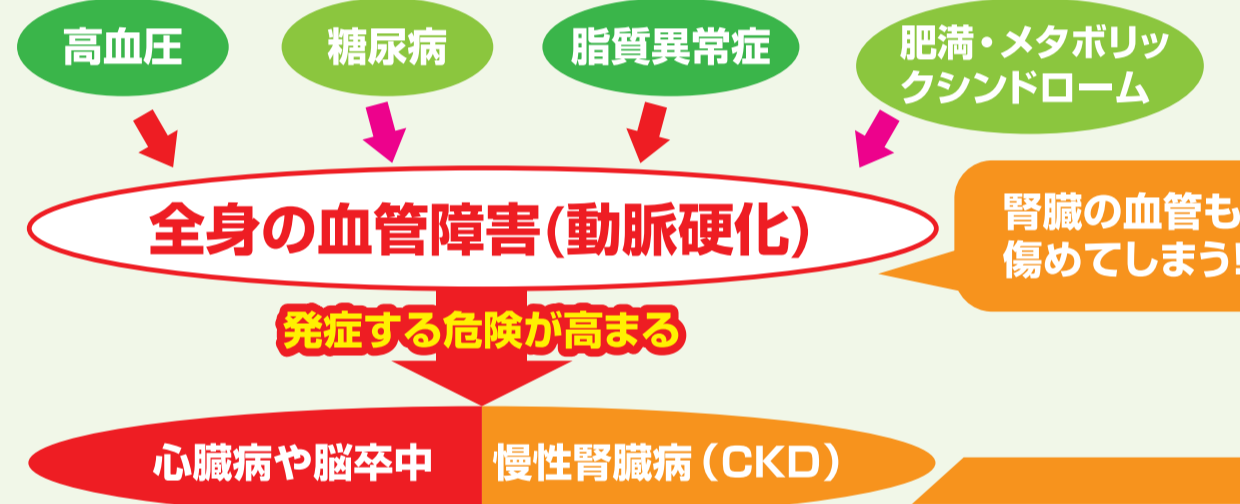 高血圧
糖尿病
脂質異常症
肥満・メタボリッ
クシンドローム
全身の血管障害(動脈硬化)
腎臓の血管も
傷めてしまう!
発症する危険が高まる
心臓病や脳卒中
慢性腎臓病（CKD）